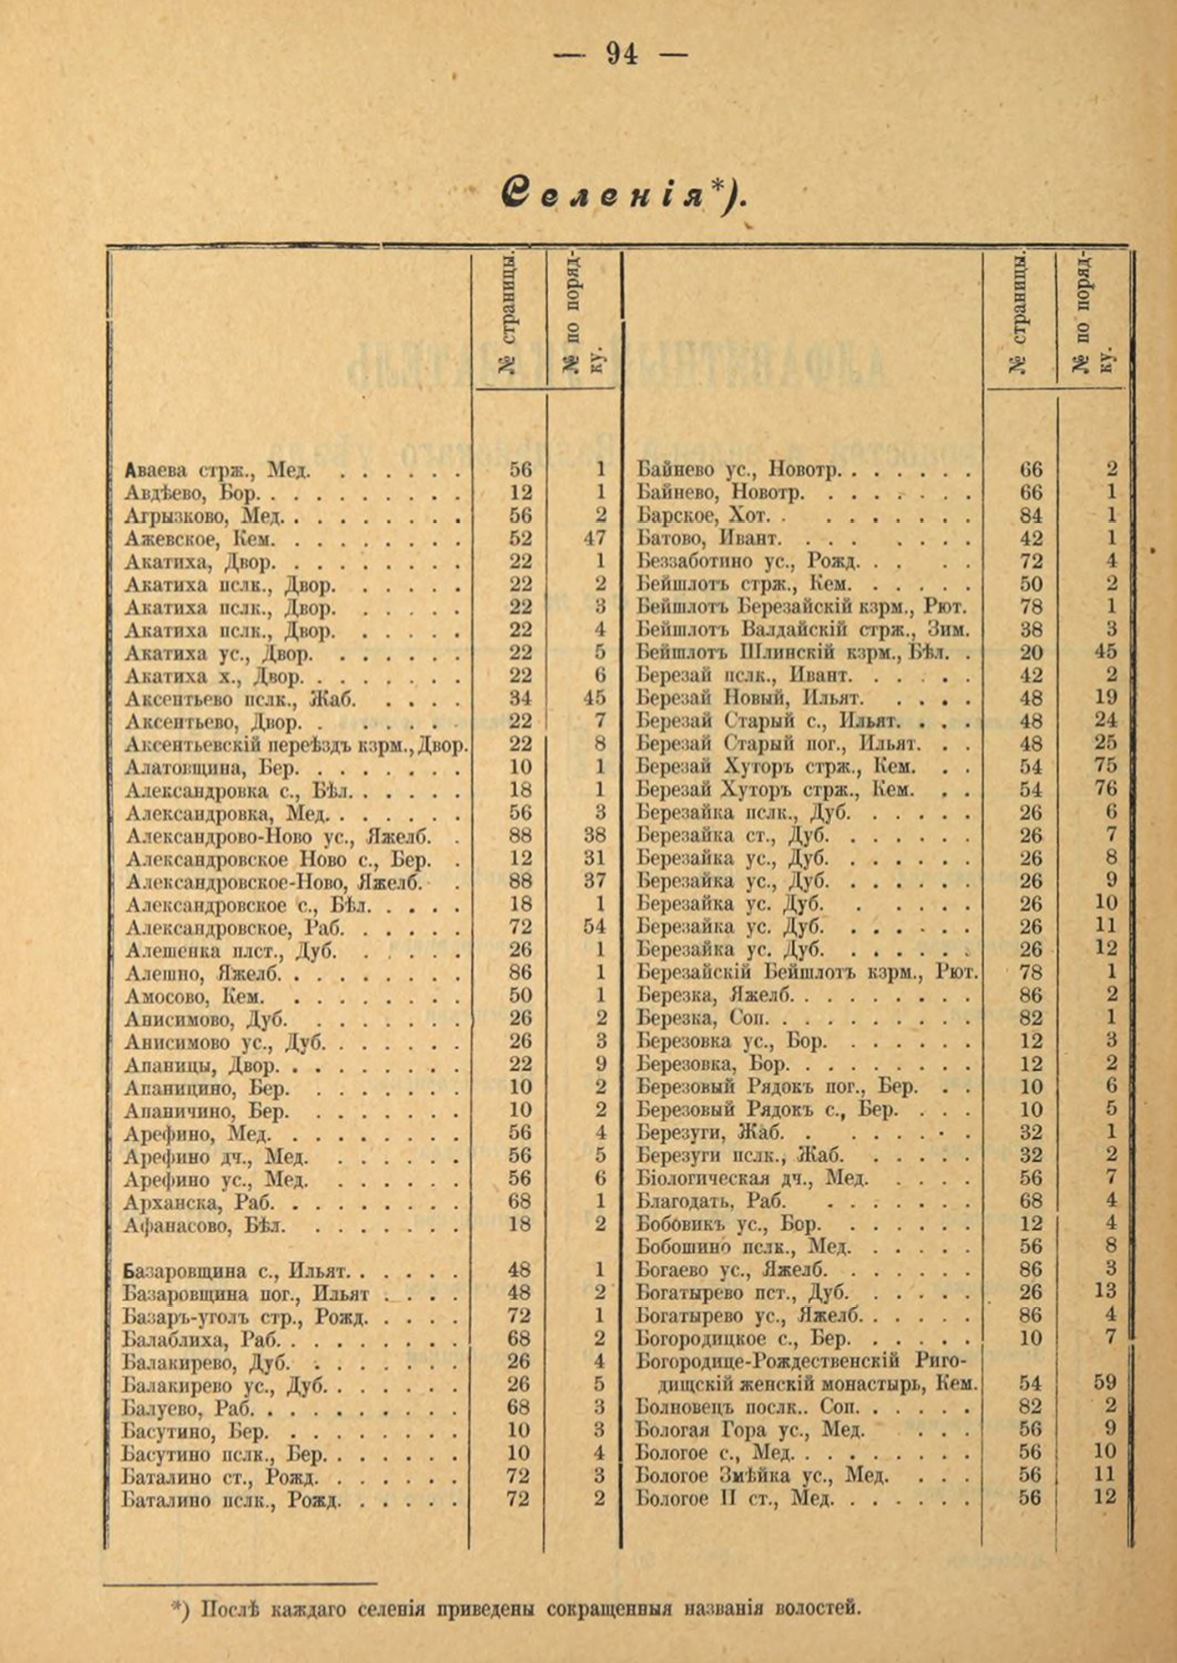 — 94 —
Селенія*).
№ страницы.
№ по поряд-
ку.
№ страницы.
№ по поряд-
ку.
Аваева стрж., Мед. . . . . . . 56 1
Авдѣево, Бор. . . . . . . . . . 12 1
Агрызково, Мед. . . . . . . . . 56 2
Ажевское, Кем. . . . . . . . . 52 47
Акатиха, Двор. . . . . . . . . 22 1
Акатиха пслк., Двор. . . . . . . 22 2
Акатиха пслк., Двор. . . . . . . 22 3
Акатиха пслк., Двор. . . . . . . 22 4
Акатиха ус., Двор. . . . . . . . 22 5
Акатиха х., Двор. . . . . . . . 22 6
Аксентьево пслк., Жаб. . . . . 34 45
Аксентьево, Двор. . . . . . . 22 7
Аксентьевскій переѣздъ кзрм., Двор. 22 8
Алатовщина, Бер. . . . . . . . 10 1
Александровка с., Бѣл. . . . . . 18 1
Александровка, Мед. . . . . . . 56 3
Александрово-Ново ус., Яжелб. . 88 38
Александровское Ново с., Бер. . 12 31
Александровское-Ново, Яжелб. . 88 37
Александровское с., Бѣл. . . . . 18 1
Александровское, Раб. . . . . . 72 54
Алешенка плст., Дуб. . . . . . 26 1
Алешно, Яжелб. . . . . . . . . 86 1
Амосово, Кем. . . . . . . . . 50 1
Анисимово, Дуб. . . . . . . . 26 2
Анисимово ус., Дуб. . . . . . . 26 3
Апаницы, Двор. . . . . . . . . 22 9
Апаницино, Бер. . . . . . . . 10 2
Апаничино, Бер. . . . . . . . 10 2
Арефино, Мед. . . . . . . . . 56 4
Арефино дч., Мед. . . . . . . 56 5
Арефино ус., Мед. . . . . . . 56 6
Арханска, Раб. . . . . . . . . 68 1
Афанасово, Бѣл. . . . . . . . 18 2
Базаровщина с., Ильят. . . . . . 48 1
Базаровщина пог., Ильят . . . . 48 2
Базаръ-уголъ стр., Рожд. . . . . 72 1
Балаблиха, Раб. . . . . . . . . 68 2
Балакирево, Дуб. . . . . . . . 26 4
Балакирево ус., Дуб. . . . . . . 26 5
Балуево, Раб. . . . . . . . . . 68 3
Басутино, Бер. . . . . . . . . 10 3
Басутино пслк., Бер. . . . . . . 10 4
Баталино ст., Рожд. . . . . . . 72 3
Баталино пслк., Рожд. . . . . . 72 2
Байнево ус., Новотр. . . . . . . 66 2
Байнево, Новотр. . . . . . . . 66 1
Барское, Хот. . . . . . . . . 84 1
Батово, Ивант. . . . . . . . 42 1
Беззаботино ус., Рожд. . . . . 72 4
Бейшлотъ стрж., Кем. . . . . . 50 2
Бейшлотъ Березайскій кзрм., Рют. 78 1
Бейшлотъ Валдайскій стрж., Зим. 38 3
Бейшлотъ Шлинскій кзрм., Бѣл. . 20 45
Березай пслк., Ивант. . . . . . 42 2
Березай Новый, Ильят. . . . . 48 19
Березай Старый с., Ильят. . . . 48 24
Березай Старый пог., Ильят. . . 48 25
Березай Хуторъ стрж., Кем. . . 54 75
Березай Хуторъ стрж., Кем. . . 54 76
Березайка пслк., Дуб. . . . . . 26 6
Березайка ст., Дуб. . . . . . . 26 7
Березайка ус., Дуб. . . . . . . 26 8
Березайка ус., Дуб. . . . . . . 26 9
Березайка ус. Дуб. . . . . . 26 10
Березайка ус. Дуб. . . . . . . 26 11
Березайка ус. Дуб. . . . . . . 26 12
Березайскій Бейшлотъ кзрм., Рют. 78 1
Березка, Яжелб. . . . . . . . . 86 2
Березка, Соп. . . . . . . . . . 82 1
Березовка ус., Бор. . . . . . . 12 3
Березовка, Бор. . . . . . . . . 12 2
Березовый Рядокъ пог., Бер. . . 10 6
Березовый Рядокъ с., Бер. . . . 10 5
Березуги, Жаб. . . . . . . . 32 1
Березуги пслк., Жаб. . . . . . 32 2
Біологическая дч., Мед. . . . . 56 7
Благодать, Раб. . . . . . . . 68 4
Бобовикъ ус., Бор. . . . . . . 12 4
Бобошино пслк., Мед. . . . . . 56 8
Богаево ус., Яжелб. . . . . . . 86 3
Богатырево пст., Дуб. . . . . . 26 13
Богатырево ус., Яжелб. . . . . . 86 4
Богородицкое с., Бер. . . . . . 10 7
Богородице-Рождественскій Риго-
дищскій женскій монастырь, Кем. 54 59
Болновецъ послк.. Соп. . . . . . 82 2
Бологая Гора ус., Мед. . . . 56 9
Бологое с., Мед. . . . . . . . . 56 10
Бологое Змѣйка ус., Мед. . . . 56 11
Бологое II ст., Мед. . . . . . . 56 12
*) Послѣ каждаго селенія приведены сокращенныя названія волостей.